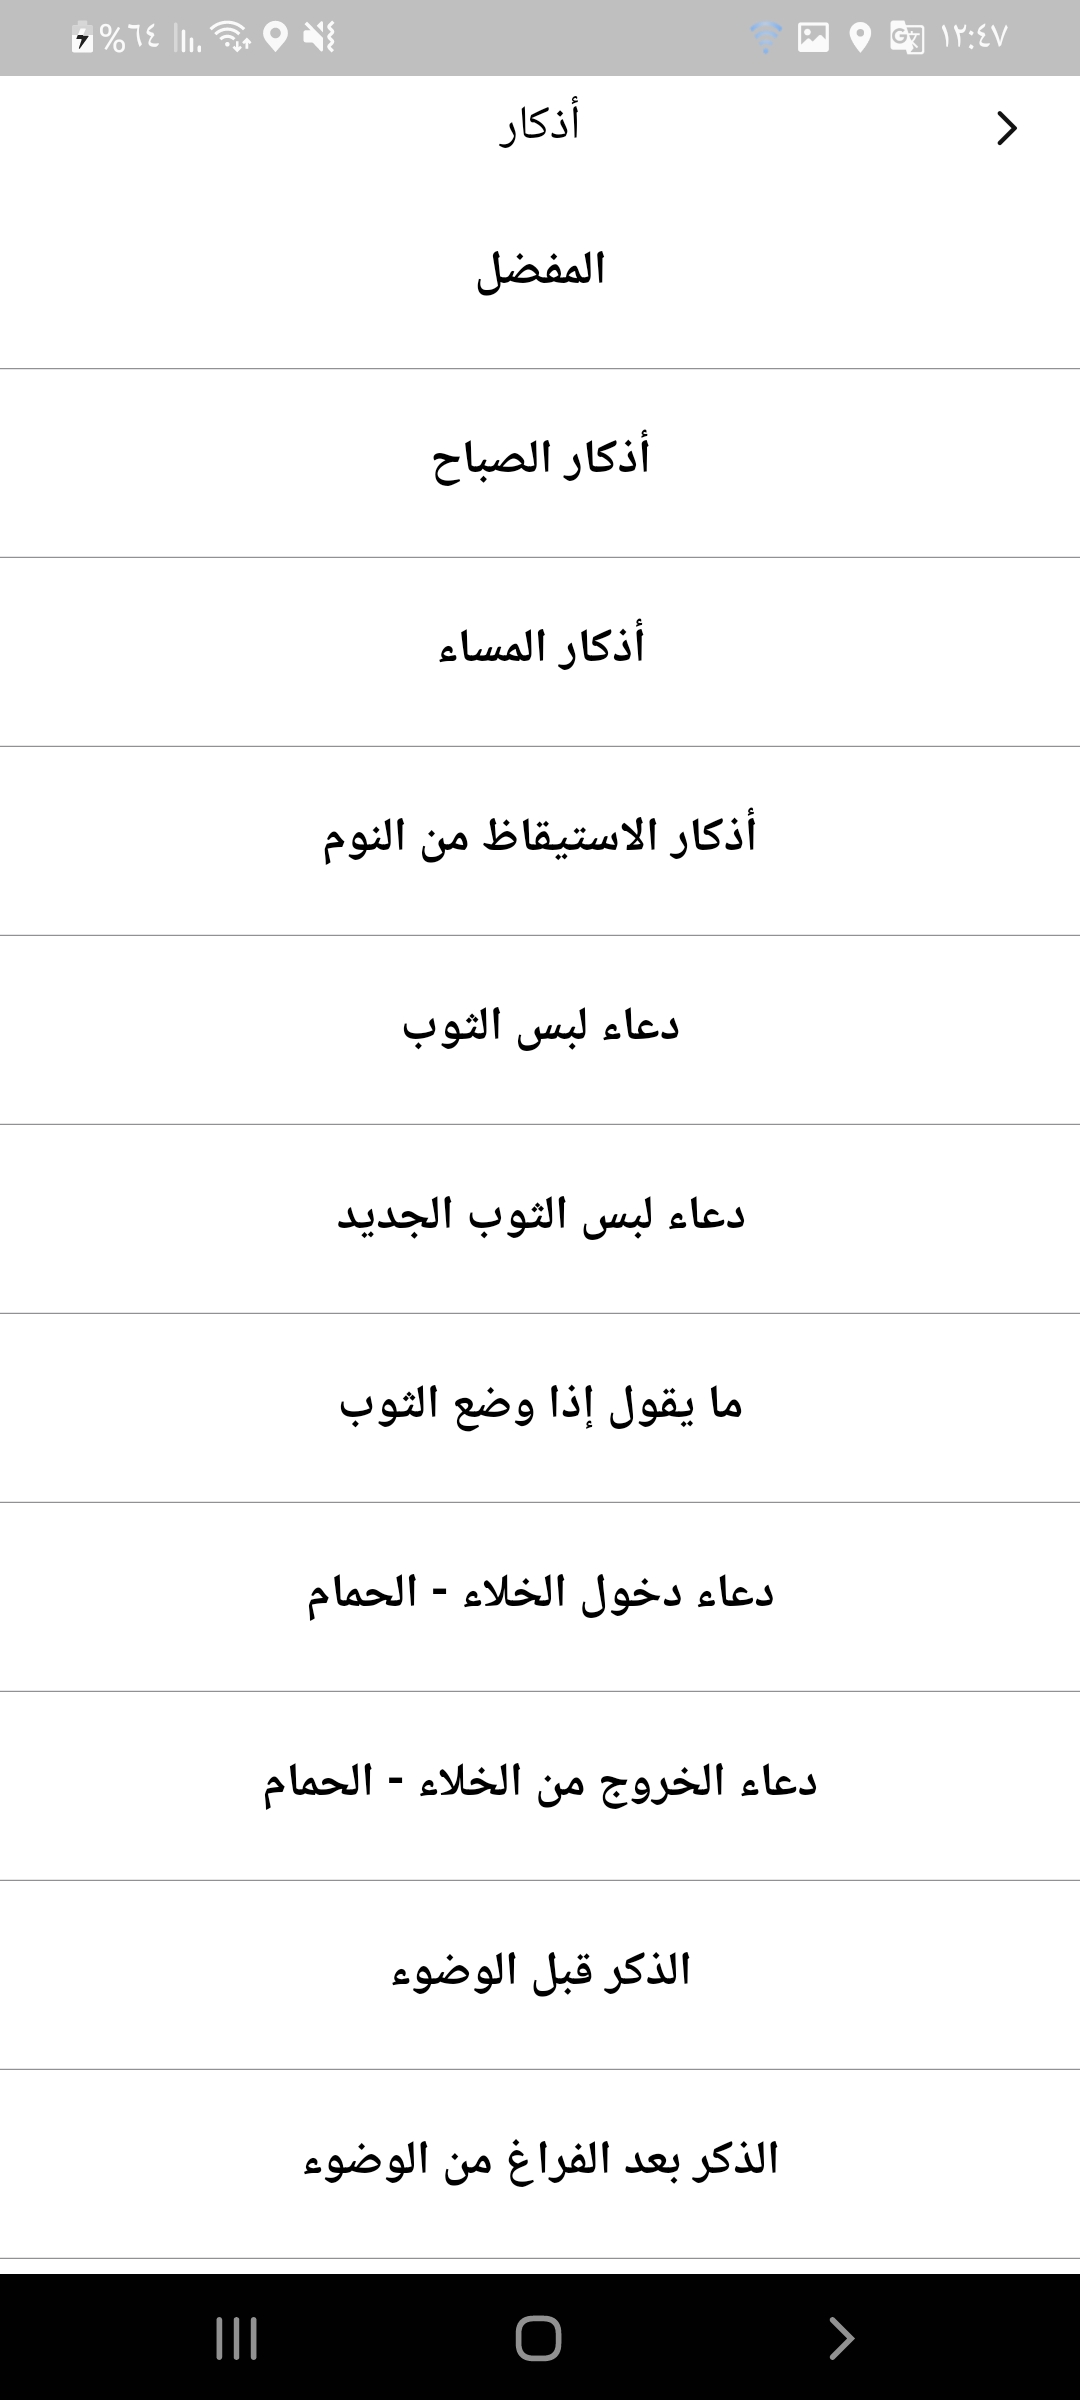 ١٢:٤٧
%٦٤
أذكار
المفضل
أذكار الصباح
أذكار المساء
أذكار الاستيقاظ من النوم
دعاء لبس الثوب
دعاء لبس الثوب الجديد
ما يقول إذا وضع الثوب
دعاء دخول الخلاء - الحمام
دعاء الخروج من الخلاء - الحمام
الذكر قبل الوضوء
الذكر بعد الفراغ من الوضوء